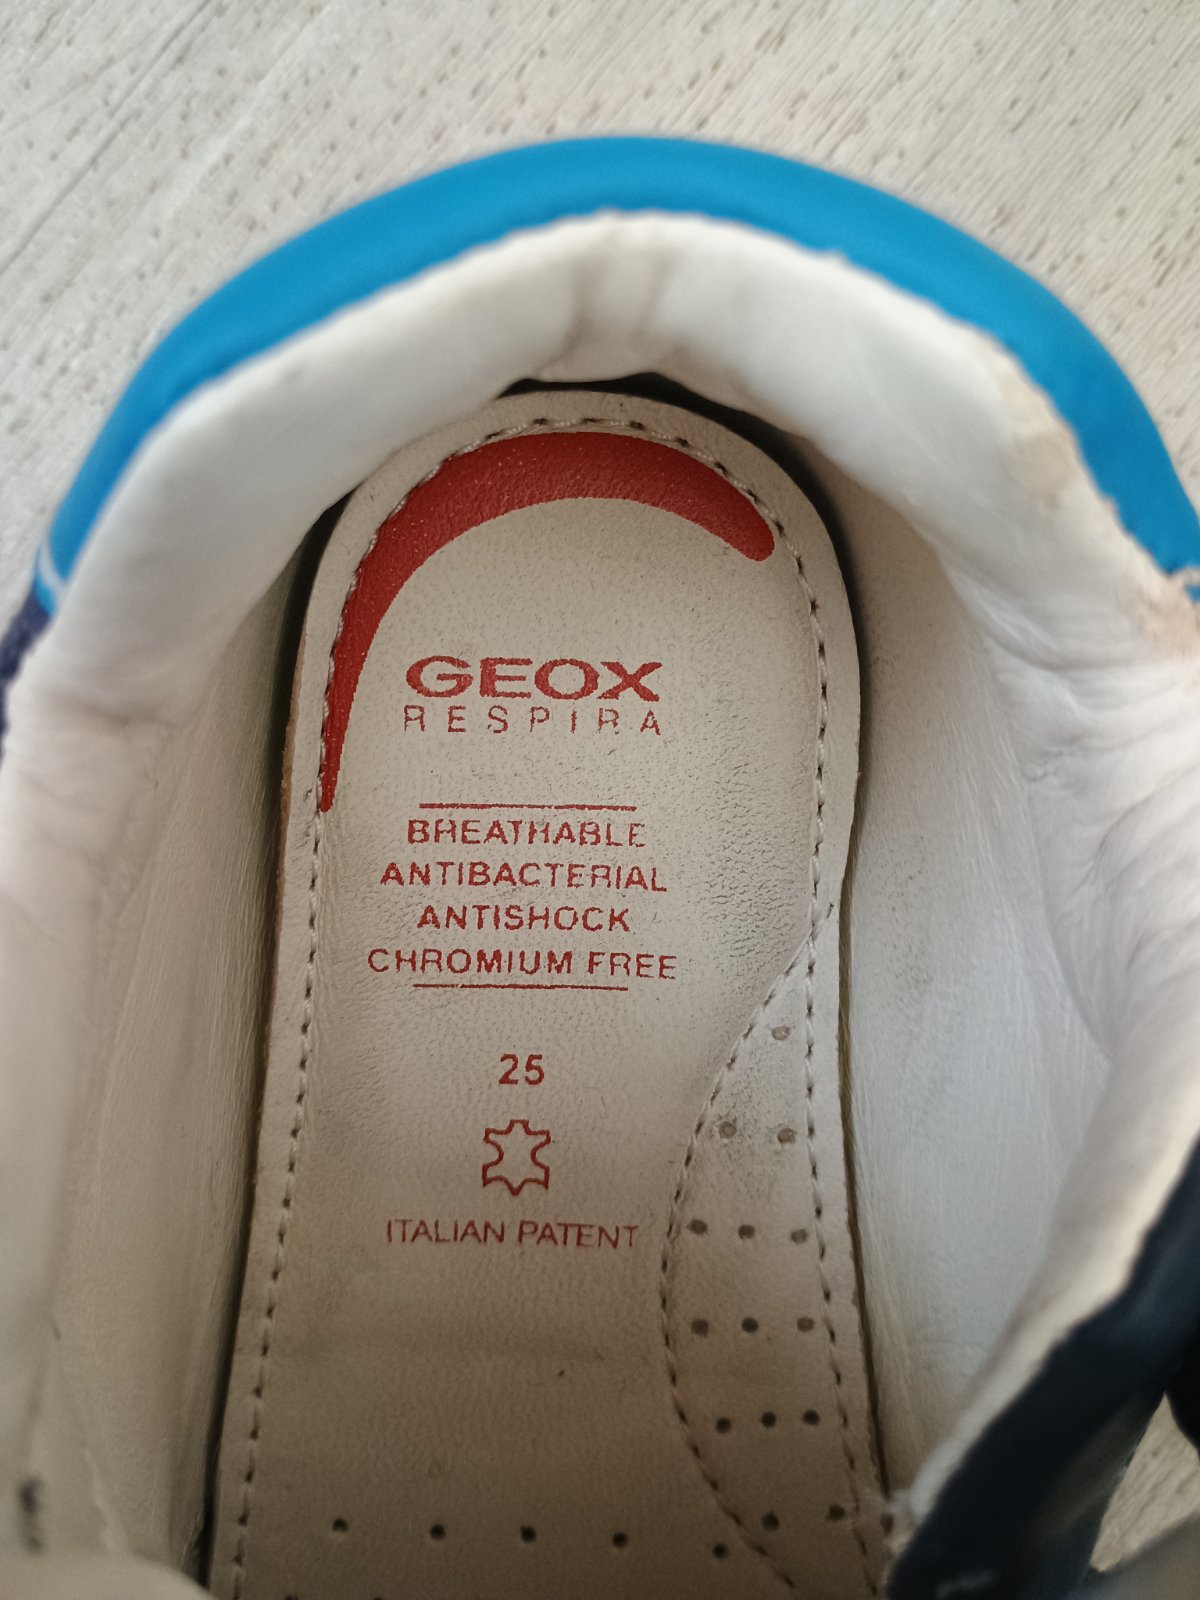 GEOX
RESPIRA
BREATHABLE
ANTIBACTERIAL
ANTISHOCK
CHROMIUM FREE
25
ITALIAN PATENT